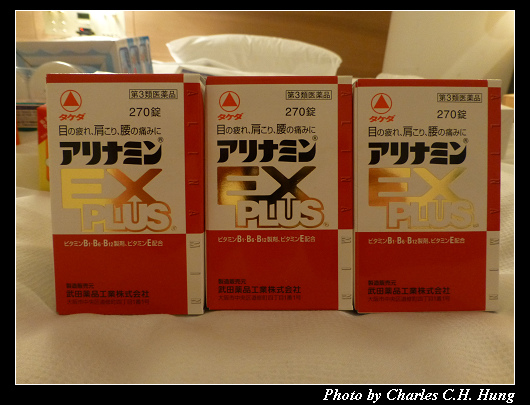 タケダ
第3類医薬品
270錠
目の疲れ、肩こり、腰の痛みに
アリナミン®
EX
PLUS®
ビタミンB1・B6・B12製剤、ビタミンE配合
製造販売元
武田薬品工業株式会社
タケダ
第3類医薬品
270錠
目の疲れ、肩こり、腰の痛みに
アリナミン®
EX
PLUS®
ビタミンB1・B6・B12製剤、ビタミンE配合
製造販売元
武田薬品工業株式会社
タケダ
第3類医薬品
270錠
目の疲れ、肩こり、腰の痛みに
アリナミン®
EX
PLUS®
ビタミンB1・B6・B12製剤、ビタミンE配合
製造販売元
武田薬品工業株式会社
Photo by Charles C.H. Hung